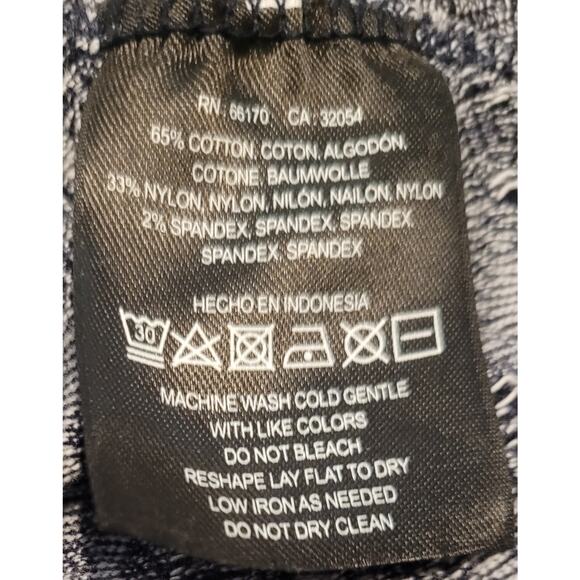 RN: 66170 CA: 32054
65% COTTON, COTON, ALGODÓN,
COTONE, BAUMWOLLE
33% NYLON, NYLON, NILÓN, NAILON, NYLON
2% SPANDEX, SPANDEX, SPANDEX,
SPANDEX, SPANDEX
HECHO EN INDONESIA
30
MACHINE WASH COLD GENTLE
WITH LIKE COLORS
DO NOT BLEACH
RESHAPE LAY FLAT TO DRY
LOW IRON AS NEEDED
DO NOT DRY CLEAN